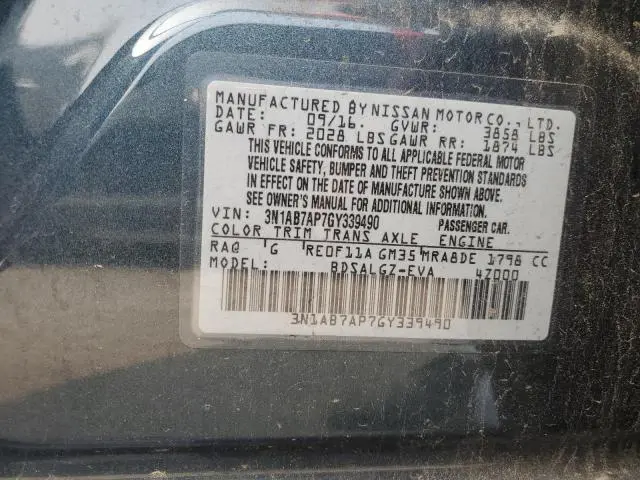 MANUFACTURED BY NISSAN MOTOR CO., LTD.
DATE: 09/16 GVWR: 3858 LBS
GAWR FR: 2028 LBS GAWR RR: 1874 LBS
THIS VEHICLE CONFORMS TO ALL APPLICABLE FEDERAL MOTOR
VEHICLE SAFETY, BUMPER AND THEFT PREVENTION STANDARDS
IN EFFECT ON THE DATE OF MANUFACTURE SHOWN ABOVE.
SEE OWNER'S MANUAL FOR ADDITIONAL INFORMATION.
VIN: 3N1AB7AP7GY339490 PASSENGER CAR.
COLOR TRIM TRANS AXLE ENGINE
RAQ G RE0F11A GM35 MRA8DE 1798 CC
BDSALGZ-EVA 4Z000
3N1AB7AP7GY339490